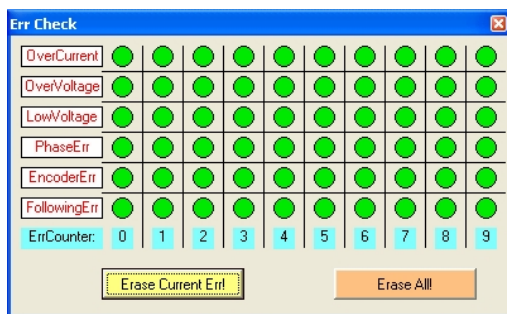 Err Check
OverCurrent
OverVoltage
LowVoltage
PhaseErr
EncoderErr
FollowingErr
ErrCounter: 0 1 2 3 4 5 6 7 8 9
Erase Current Err! Erase All!